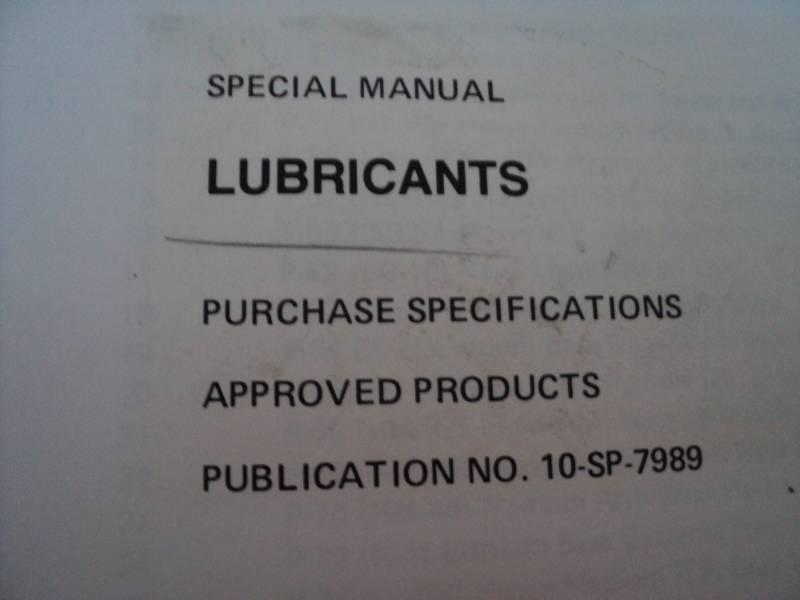 SPECIAL MANUAL
LUBRICANTS
PURCHASE SPECIFICATIONS
APPROVED PRODUCTS
PUBLICATION NO. 10-SP-7989